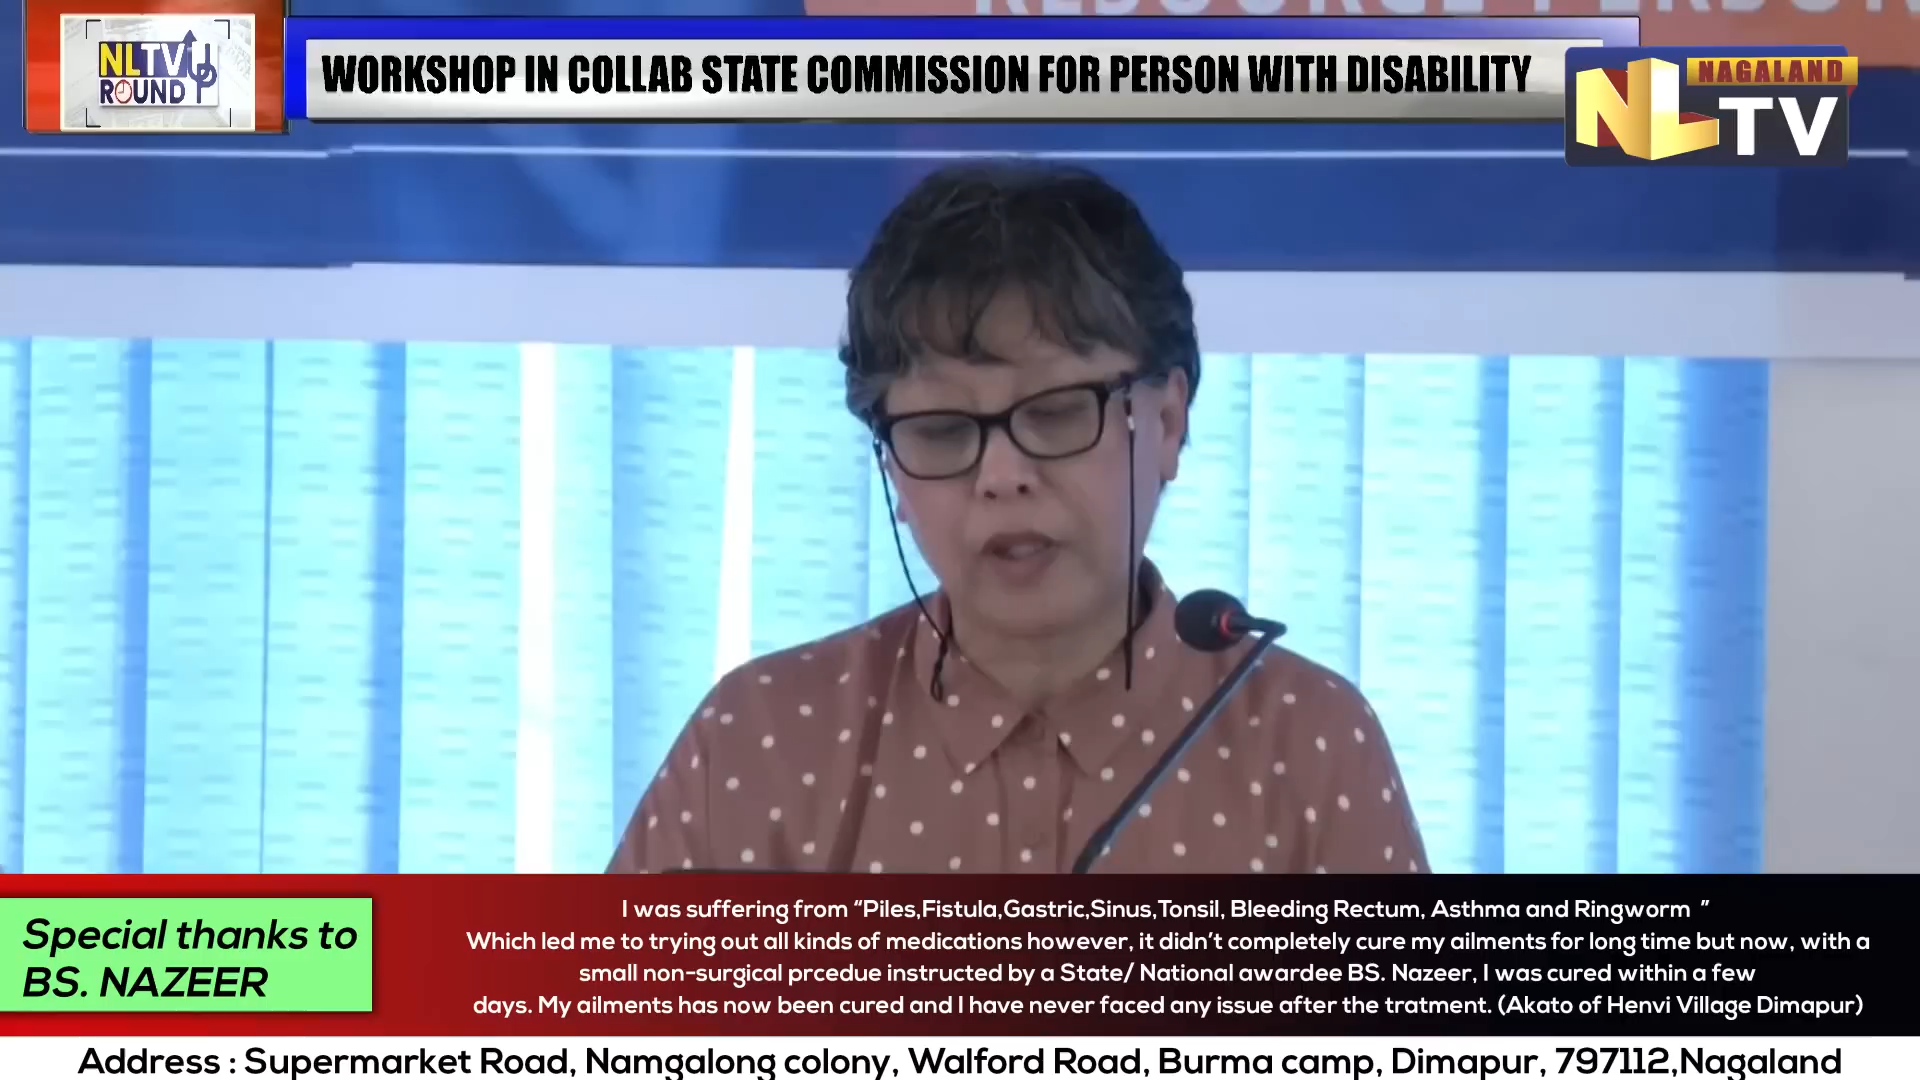 RESOURCE PERSON
NLTV
ROUND UP
WORKSHOP IN COLLAB STATE COMMISSION FOR PERSON WITH DISABILITY
NAGALAND
NL TV
Special thanks to
BS. NAZEER
I was suffering from “Piles,Fistula,Gastric,Sinus,Tonsil, Bleeding Rectum, Asthma and Ringworm ”
Which led me to trying out all kinds of medications however, it didn’t completely cure my ailments for long time but now, with a
small non-surgical prcedue instructed by a State/ National awardee BS. Nazeer, I was cured within a few
days. My ailments has now been cured and I have never faced any issue after the tratment. (Akato of Henvi Village Dimapur)
Address : Supermarket Road, Namgalong colony, Walford Road, Burma camp, Dimapur, 797112,Nagaland